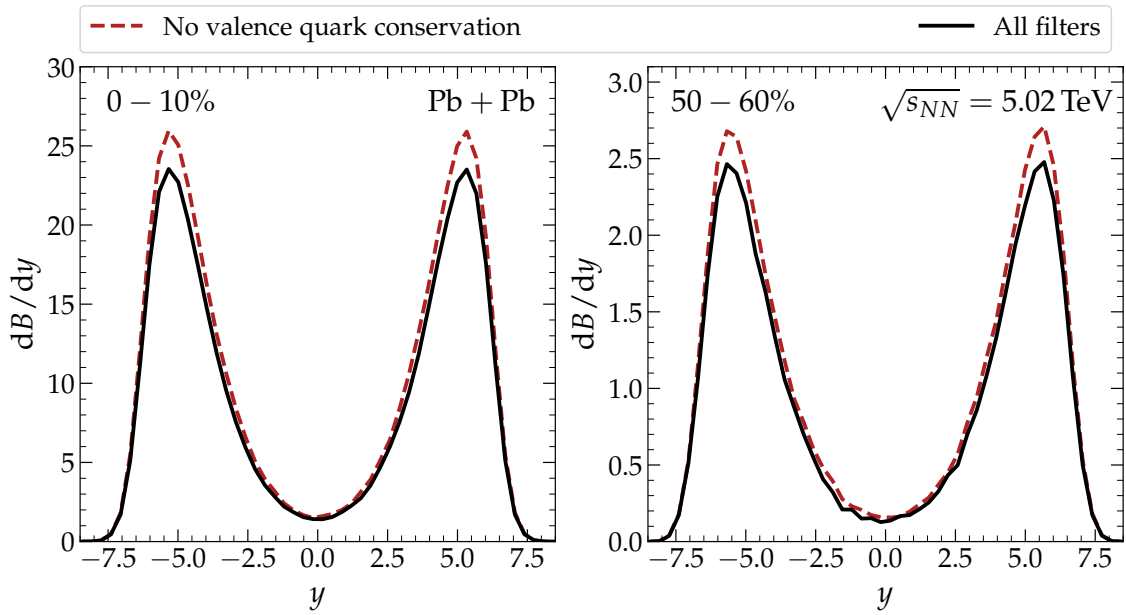 No valence quark conservation
All filters
0 − 10%
Pb + Pb
30
25
20
15
10
5
0
dB / dy
−7.5 −5.0 −2.5 0.0 2.5 5.0 7.5
y
50 − 60%
√sNN = 5.02 TeV
3.0
2.5
2.0
1.5
1.0
0.5
0.0
dB / dy
−7.5 −5.0 −2.5 0.0 2.5 5.0 7.5
y